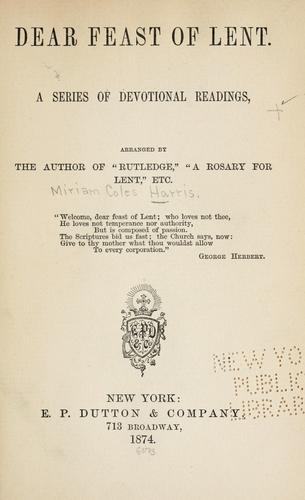 DEAR FEAST OF LENT.
A SERIES OF DEVOTIONAL READINGS,
ARRANGED BY
THE AUTHOR OF "RUTLEDGE," "A ROSARY FOR
LENT," ETC.
Miriam Coles Harris.
"Welcome, dear feast of Lent; who loves not thee,
He loves not temperance nor authority,
But is composed of passion.
The Scriptures bid us fast; the Church says, now:
Give to thy mother what thou wouldst allow
To every corporation."
GEORGE HERBERT.
NEW YORK:
E. P. DUTTON & COMPANY,
713 BROADWAY,
1874.
NEW YO
PUBLIC
LIBRAR